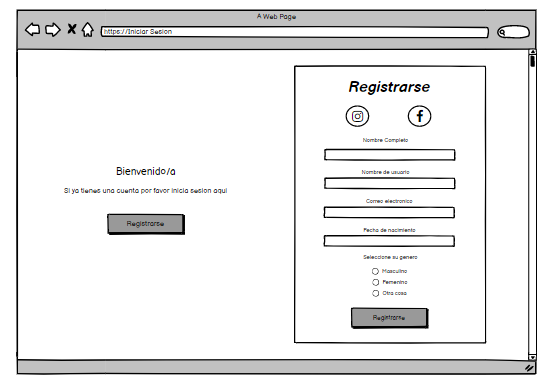 A Web Page
https://Iniciar Sesion
Bienvenido/a
Si ya tienes una cuenta por favor inicia sesion aqui
Registrarse
Registrarse
Nombre Completo
Nombre de usuario
Correo electronico
Fecha de nacimiento
Seleccione su genero
Masculino
Femenino
Otra cosa
Registrarse